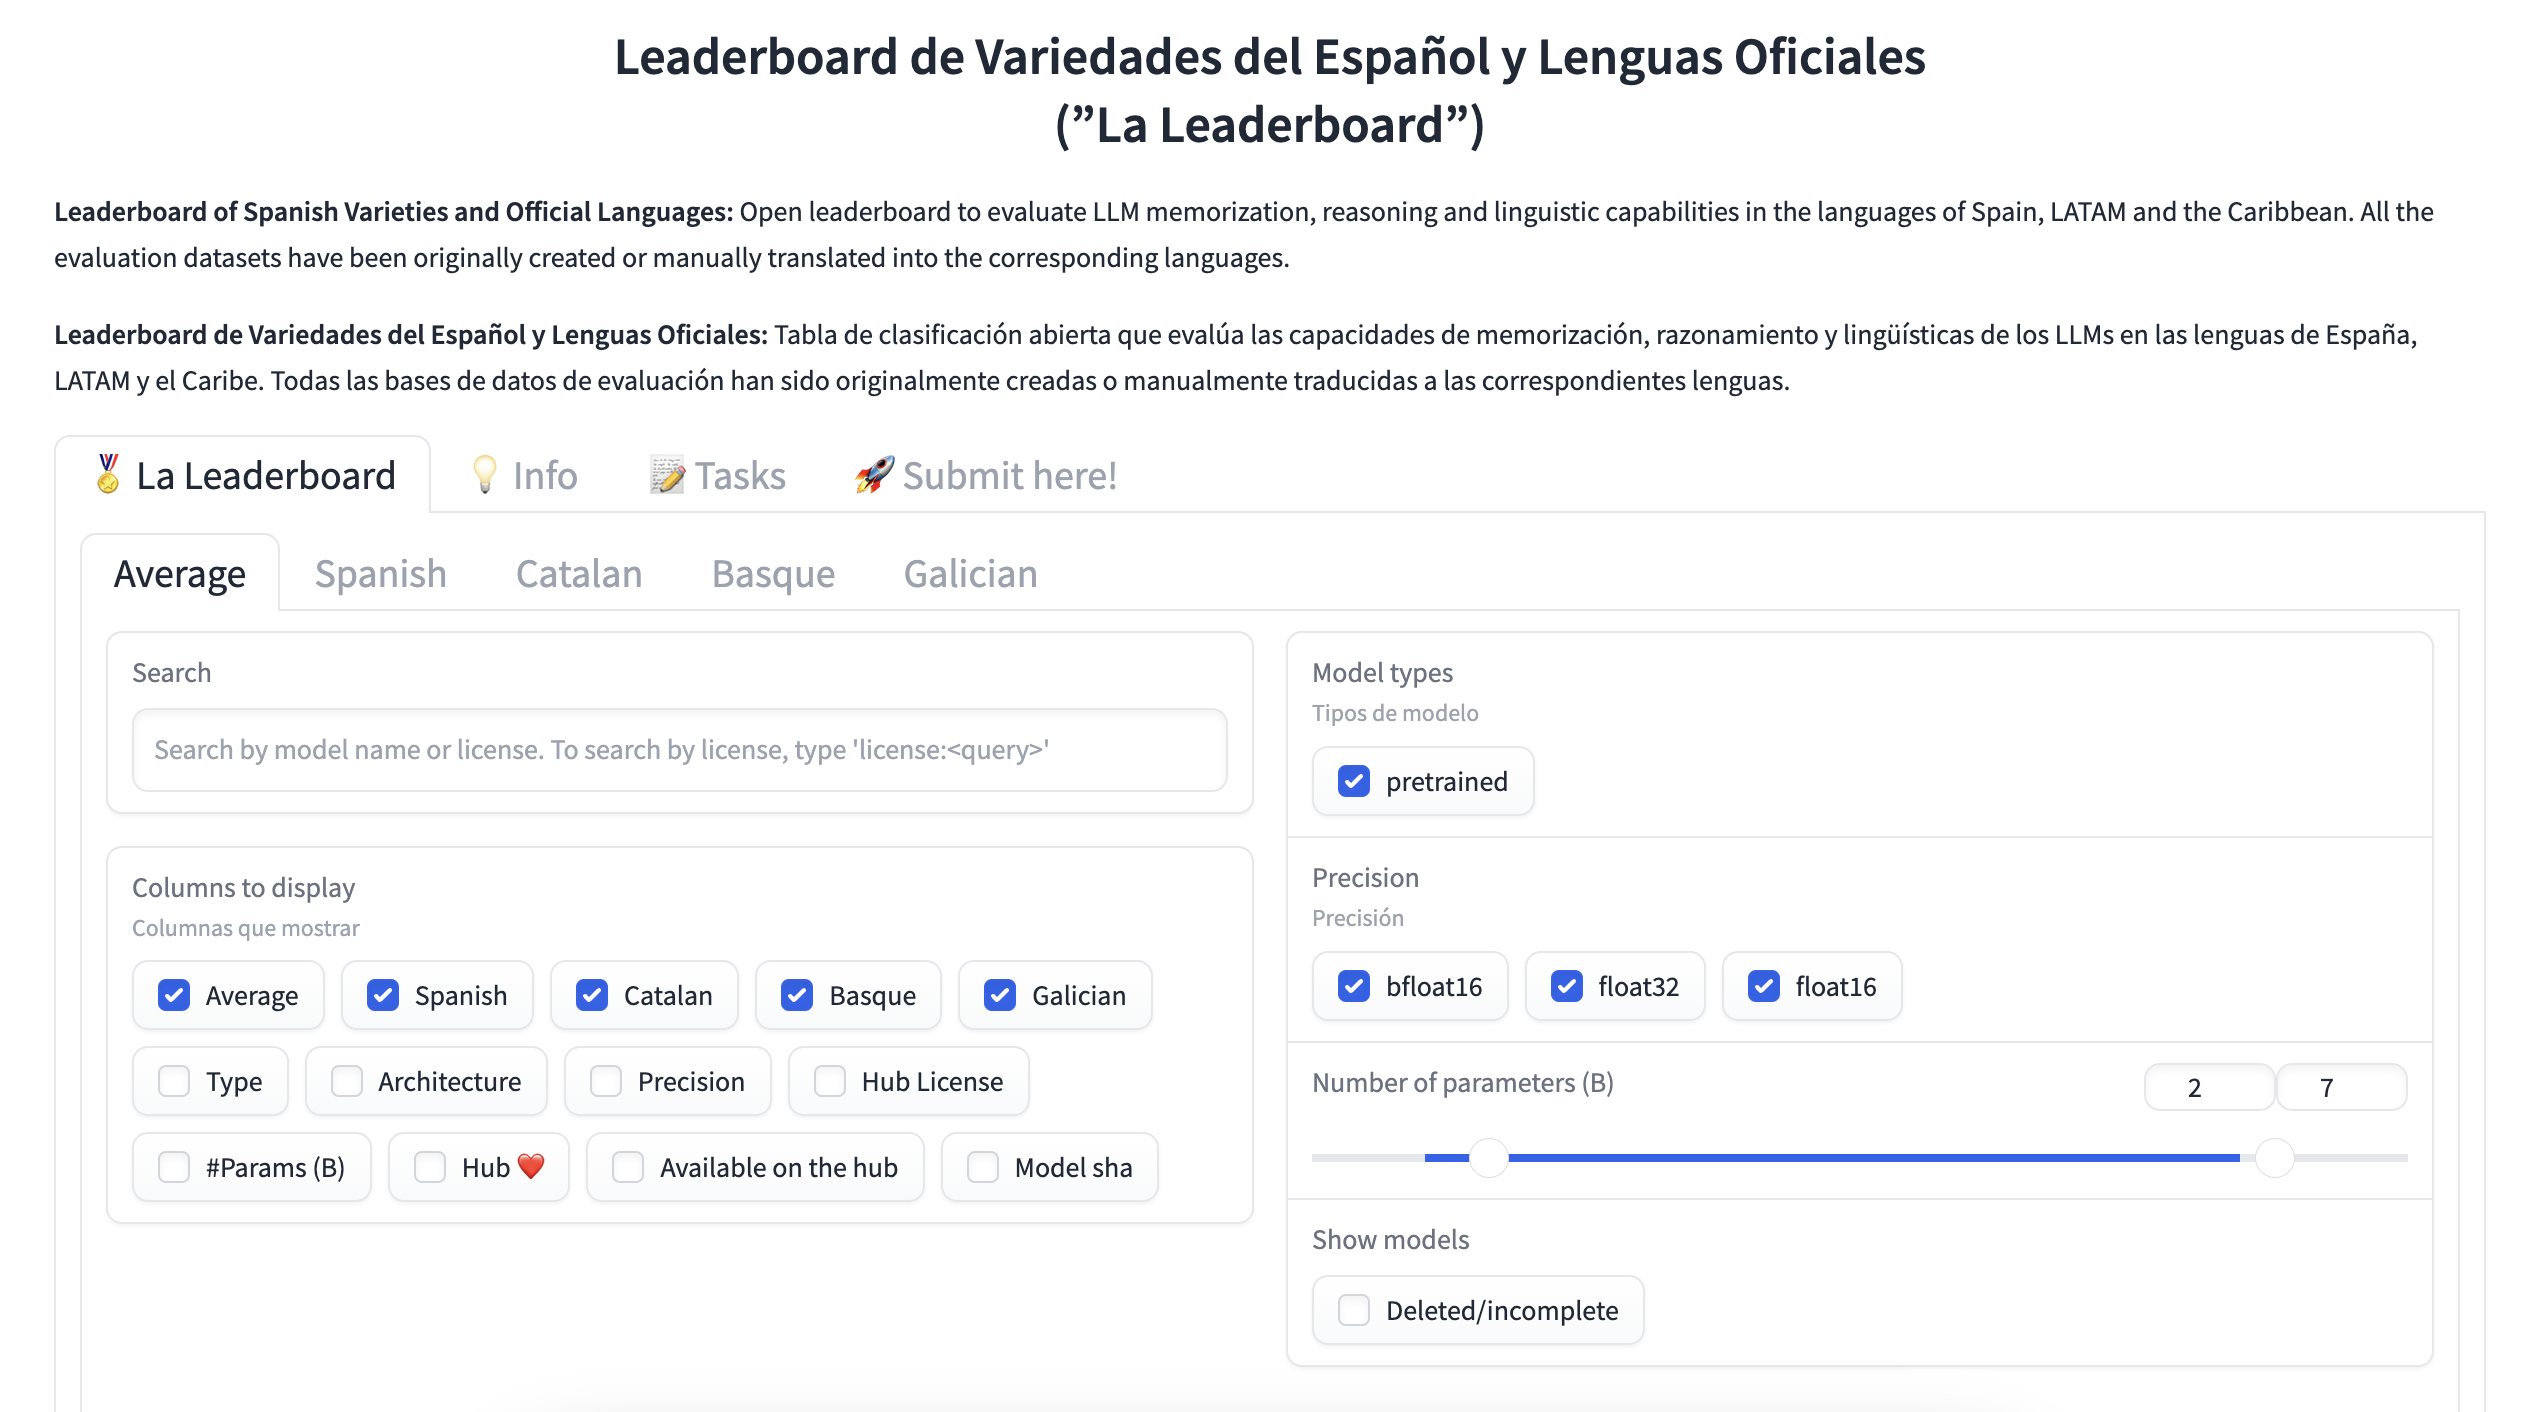 Leaderboard de Variedades del Español y Lenguas Oficiales
(”La Leaderboard”)
Leaderboard of Spanish Varieties and Official Languages: Open leaderboard to evaluate LLM memorization, reasoning and linguistic capabilities in the languages of Spain, LATAM and the Caribbean. All the
evaluation datasets have been originally created or manually translated into the corresponding languages.
Leaderboard de Variedades del Español y Lenguas Oficiales: Tabla de clasificación abierta que evalúa las capacidades de memorización, razonamiento y lingüísticas de los LLMs en las lenguas de España,
LATAM y el Caribe. Todas las bases de datos de evaluación han sido originalmente creadas o manualmente traducidas a las correspondientes lenguas.
🏅 La Leaderboard 💡 Info 📝 Tasks 🚀 Submit here!
Average Spanish Catalan Basque Galician
Search
Search by model name or license. To search by license, type 'license:<query>'
Columns to display
Columnas que mostrar
Average Spanish Catalan Basque Galician
Type Architecture Precision Hub License
#Params (B) Hub ❤️ Available on the hub Model sha
Model types
Tipos de modelo
pretrained
Precision
Precisión
bfloat16 float32 float16
Number of parameters (B) 2 7
Show models
Deleted/incomplete